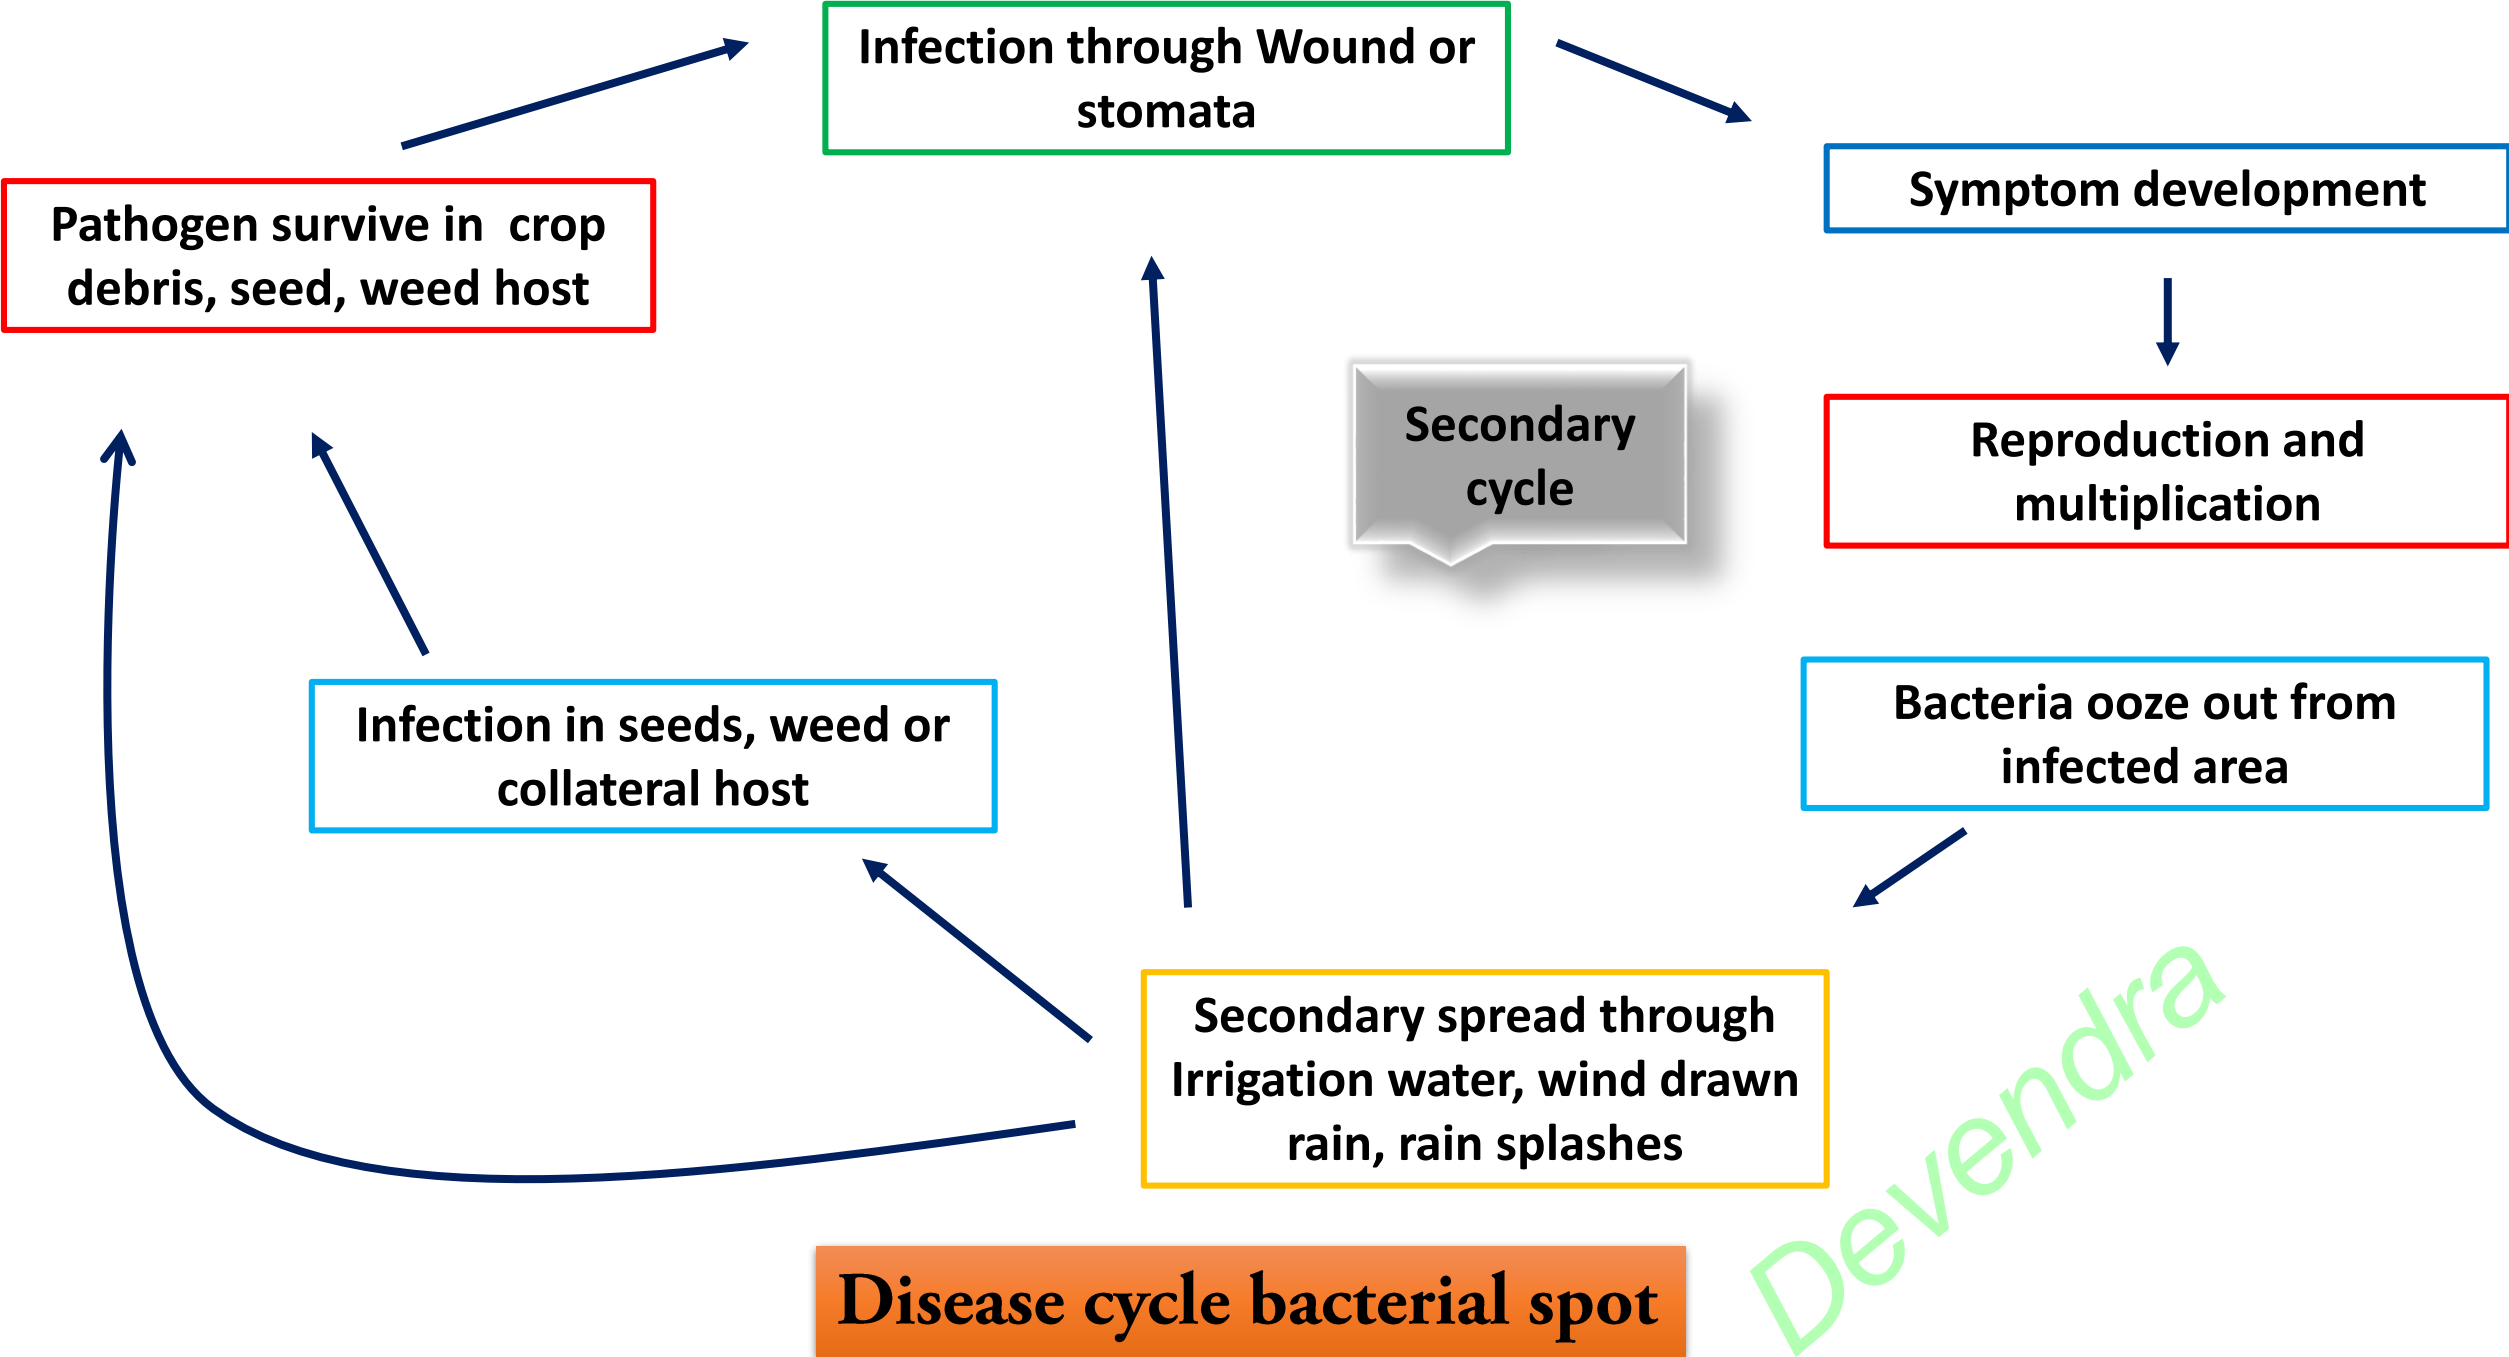 Infection through Wound or
stomata
Symptom development
Pathogen survive in crop
debris, seed, weed host
Secondary
cycle
Reproduction and
multiplication
Infection in seeds, weed or
collateral host
Bacteria ooze out from
infected area
Secondary spread through
Irrigation water, wind drawn
rain, rain splashes
Devendra
Disease cycle bacterial spot